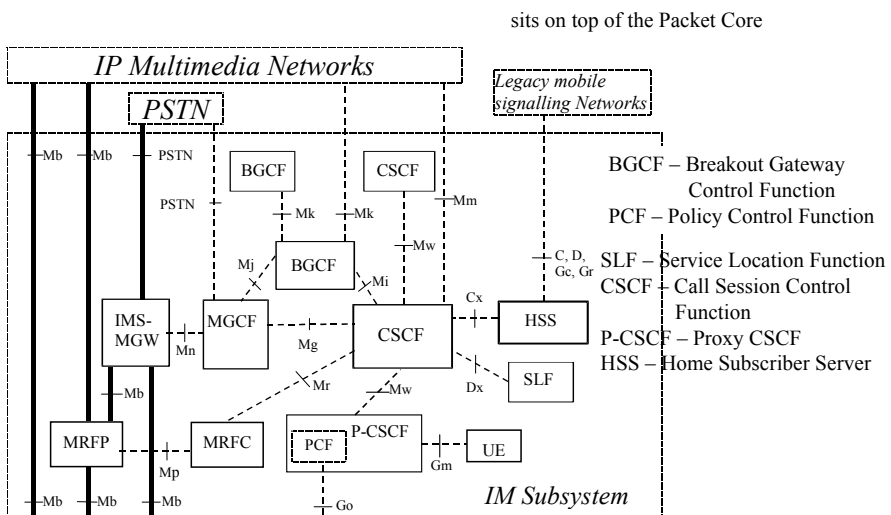 sits on top of the Packet Core
IP Multimedia Networks
Legacy mobile
signalling Networks
PSTN
Mb
Mb
PSTN
BGCF
CSCF
BGCF – Breakout Gateway
Control Function
PCF – Policy Control Function
PSTN
Mk
Mk
Mm
Mw
C, D,
Gc, Gr
SLF – Service Location Function
CSCF – Call Session Control
Function
P-CSCF – Proxy CSCF
HSS – Home Subscriber Server
Mj
BGCF
Mi
Cx
IMS-
MGW
Mn
MGCF
Mg
CSCF
HSS
Mr
Mw
Dx
SLF
Mb
MRFP
Mp
MRFC
PCF
P-CSCF
Gm
UE
Mb
Mb
Mb
Go
IM Subsystem